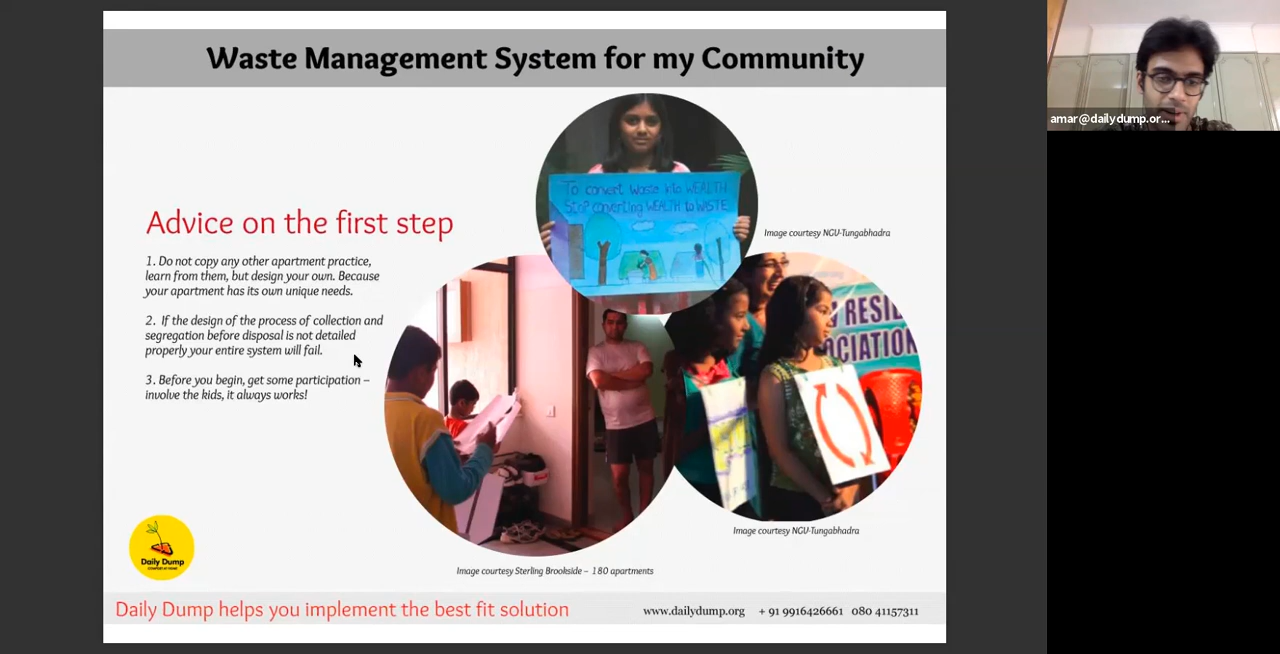 Waste Management System for my Community
amar@dailydump.or...
To convert Waste into WEALTH
Stop converting WEALTH to WASTE
Image courtesy NGV-Tungabhadra
Advice on the first step
1. Do not copy any other apartment practice,
learn from them, but design your own. Because
your apartment has its own unique needs.
2. If the design of the process of collection and
segregation before disposal is not detailed
properly your entire system will fail.
3. Before you begin, get some participation –
involve the kids, it always works!
RESI
OCIATION
Image courtesy NGV-Tungabhadra
Image courtesy Sterling Brookside – 180 apartments
Daily Dump
COMPOST AT HOME
Daily Dump helps you implement the best fit solution
www.dailydump.org + 91 9916426661 080 41157311